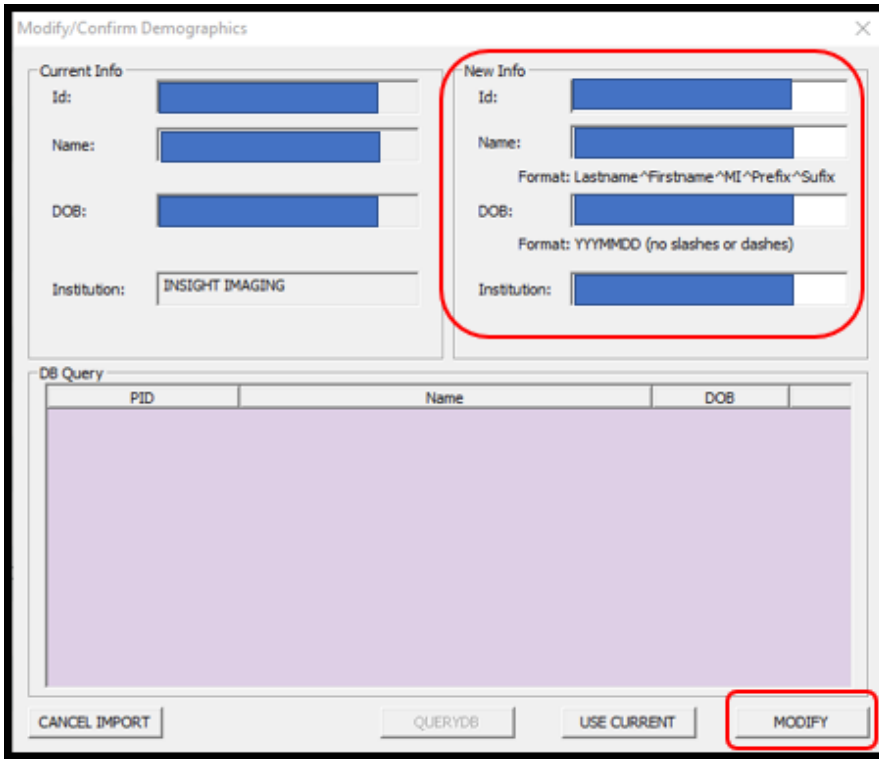 Modify/Confirm Demographics
Current Info
Id:
Name:
DOB:
Institution: INSIGHT IMAGING
New Info
Id:
Name:
Format: Lastname^Firstname^MI^Prefix^Sufix
DOB:
Format: YYYMMDD (no slashes or dashes)
Institution:
DB Query
PID Name DOB
CANCEL IMPORT QUERYDB USE CURRENT MODIFY